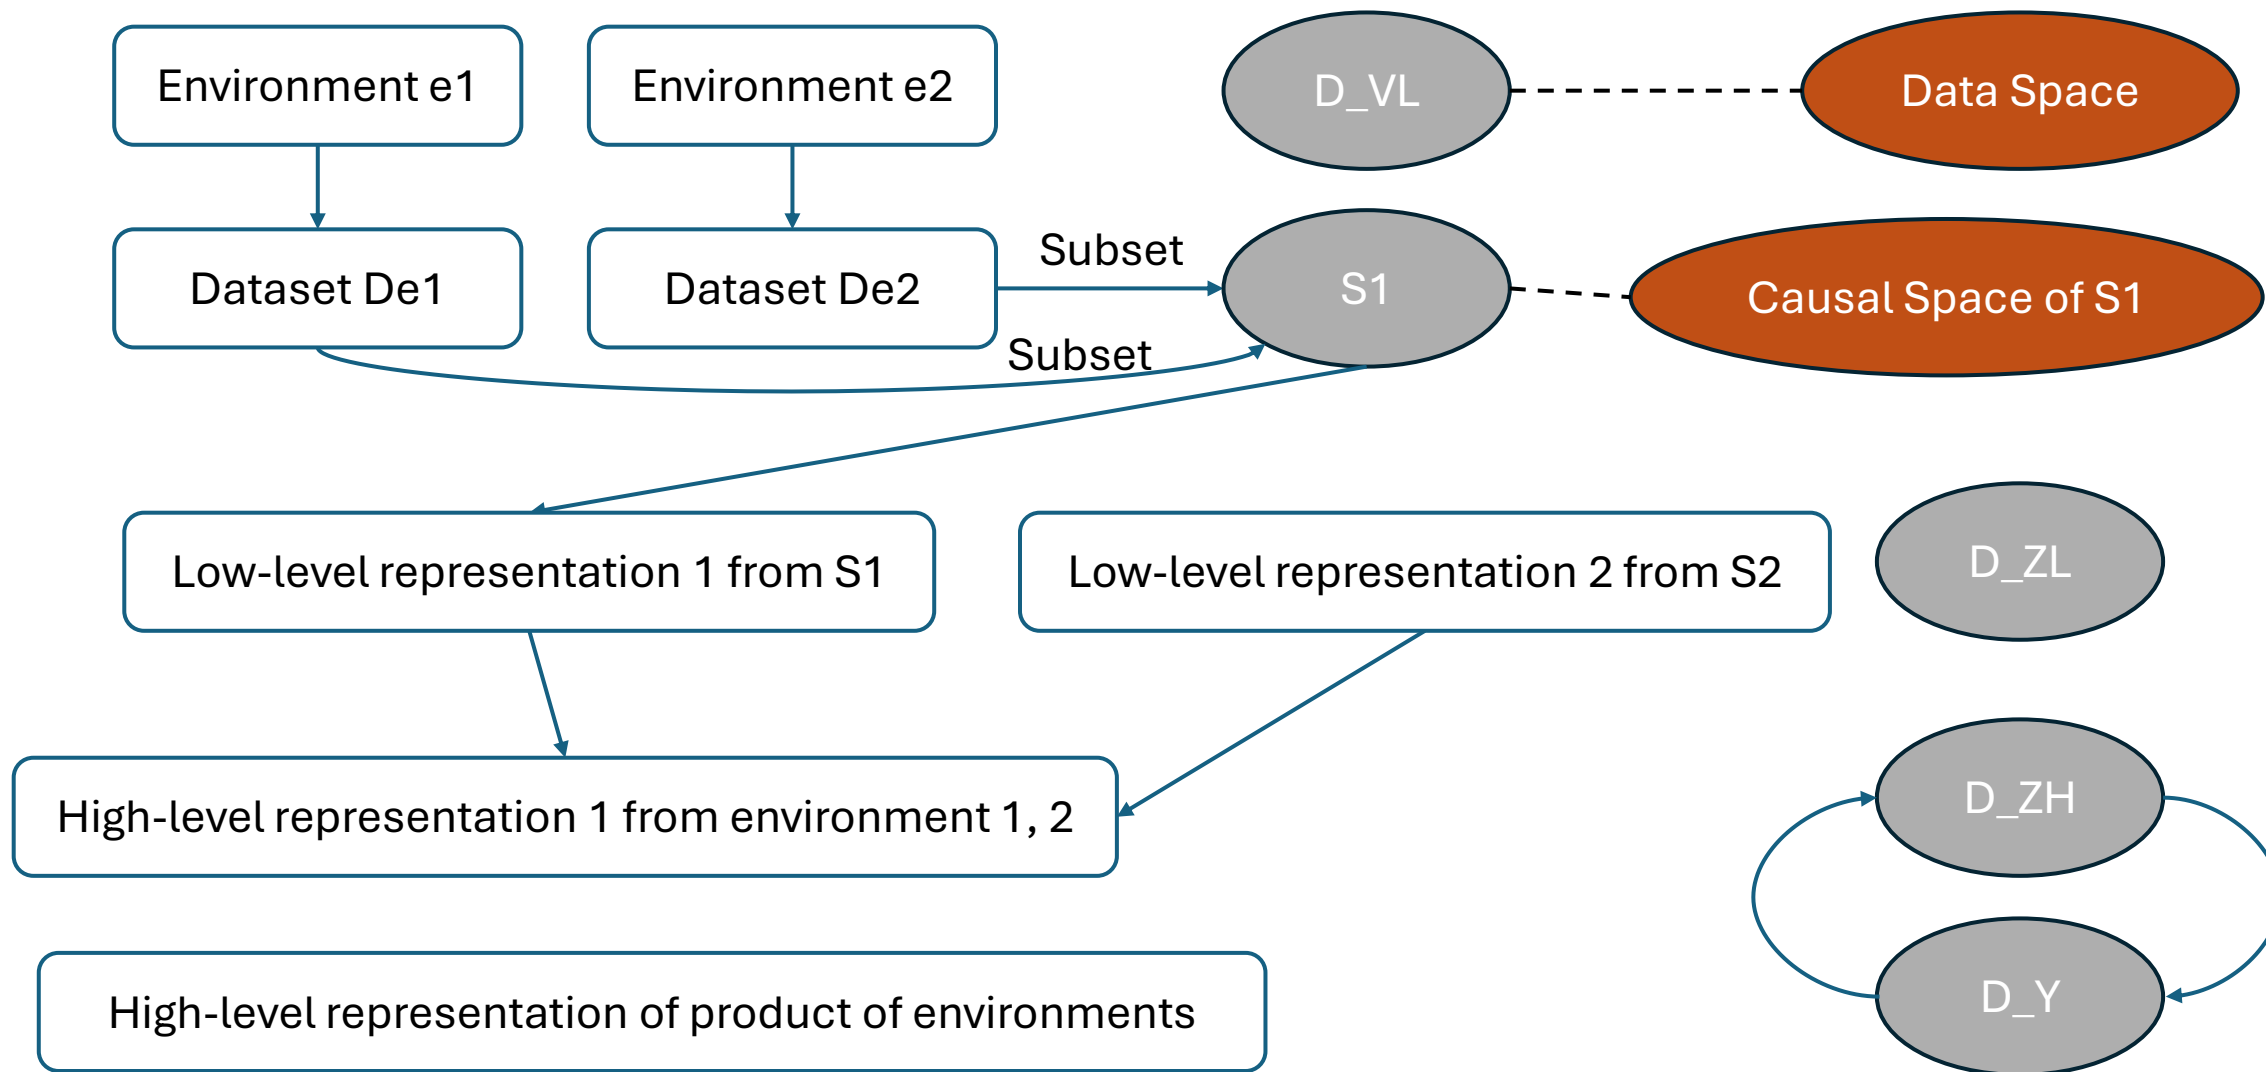 Environment e1
Environment e2
D_VL
Data Space
Subset
Dataset De1
Dataset De2
S1
Causal Space of S1
Subset
Low-level representation 1 from S1
Low-level representation 2 from S2
D_ZL
High-level representation 1 from environment 1, 2
D_ZH
High-level representation of product of environments
D_Y